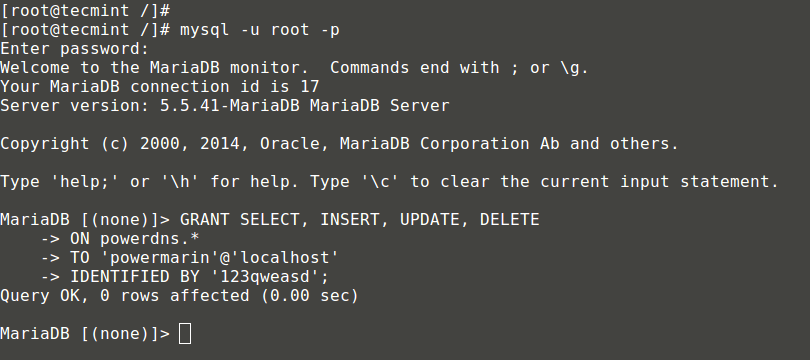 [root@tecmint /]#
[root@tecmint /]# mysql -u root -p
Enter password:
Welcome to the MariaDB monitor.  Commands end with ; or \g.
Your MariaDB connection id is 17
Server version: 5.5.41-MariaDB MariaDB Server
Copyright (c) 2000, 2014, Oracle, MariaDB Corporation Ab and others.
Type 'help;' or '\h' for help. Type '\c' to clear the current input statement.
MariaDB [(none)]> GRANT SELECT, INSERT, UPDATE, DELETE
    -> ON powerdns.*
    -> TO 'powermarin'@'localhost'
    -> IDENTIFIED BY '123qweasd';
Query OK, 0 rows affected (0.00 sec)
MariaDB [(none)]>